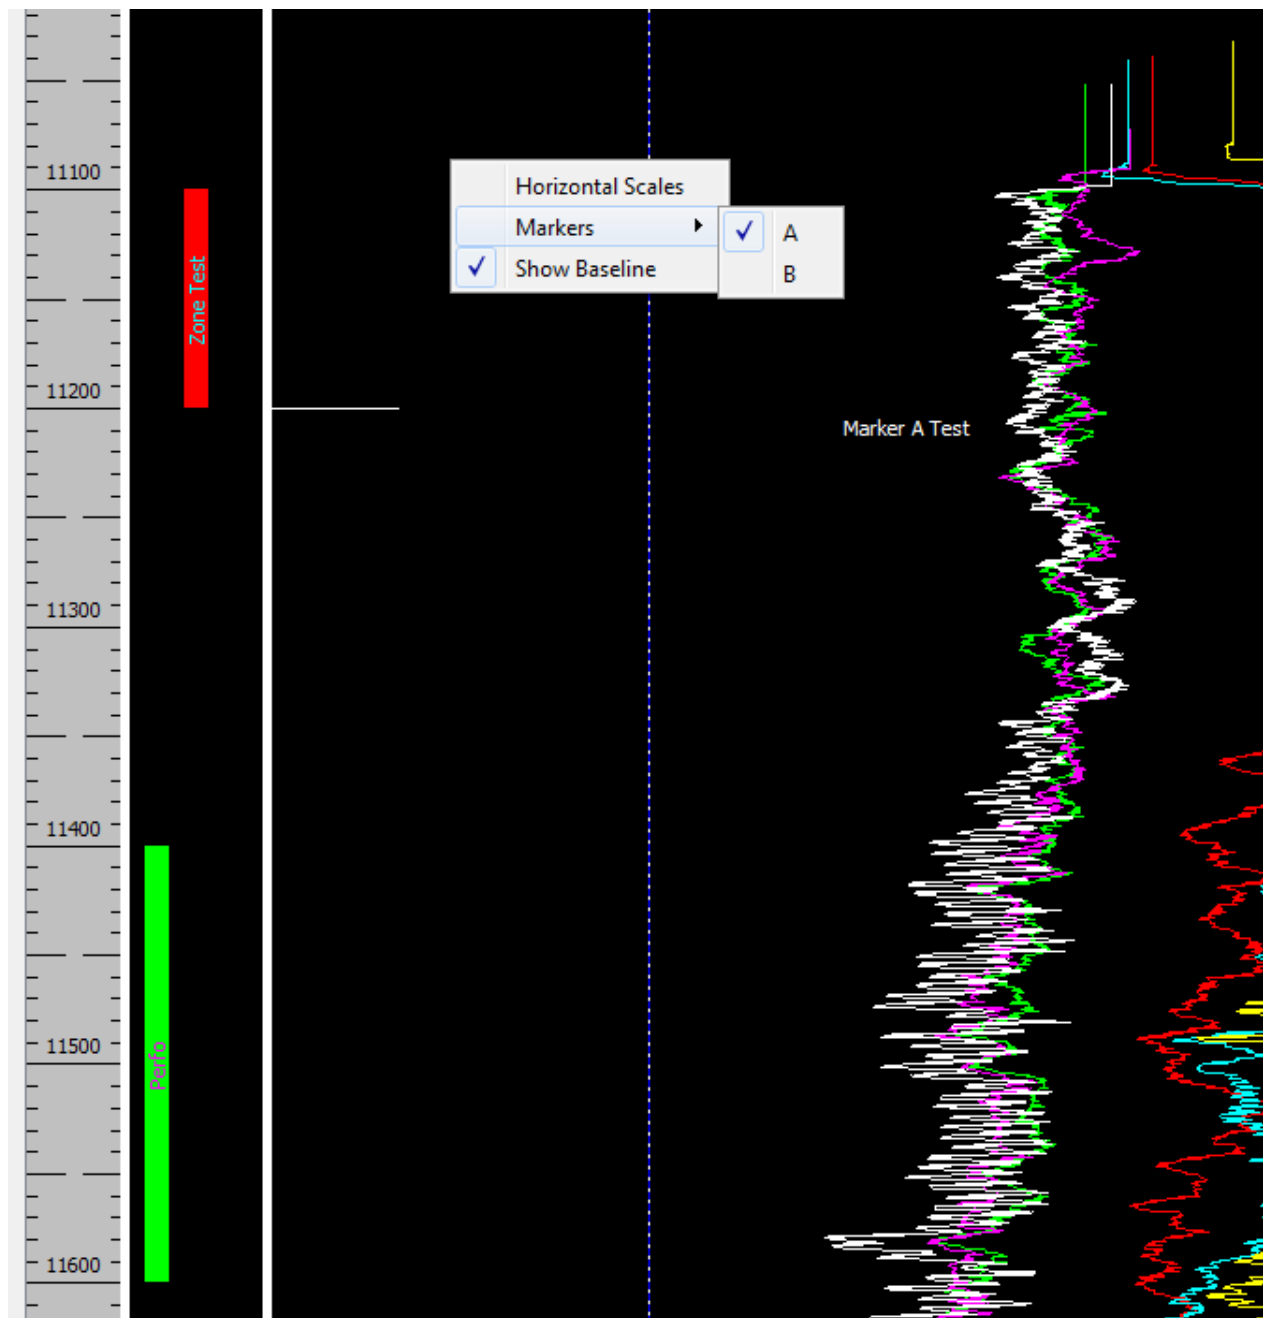 11100
Horizontal Scales
Markers
A
Show Baseline
B
Zone Test
11200
Marker A Test
11300
11400
11500
Perfo
11600